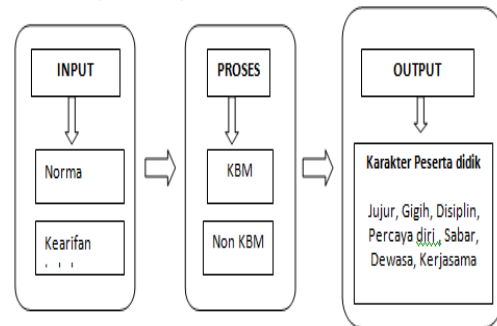 INPUT
Norma
Kearifan
PROSES
KBM
Non KBM
OUTPUT
Karakter Peserta didik
Jujur, Gigih, Disiplin,
Percaya diri,, Sabar,
Dewasa, Kerjasama